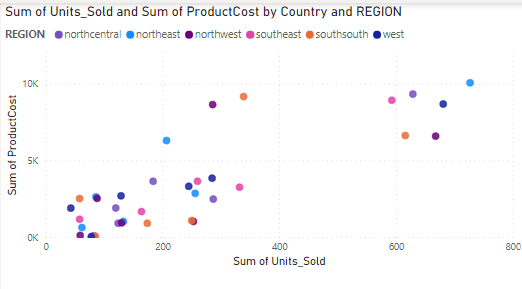 Sum of Units_Sold and Sum of ProductCost by Country and REGION
REGION northcentral northeast northwest southeast southsouth west
10K
5K
0K
Sum of ProductCost
0 200 400 600 800
Sum of Units_Sold